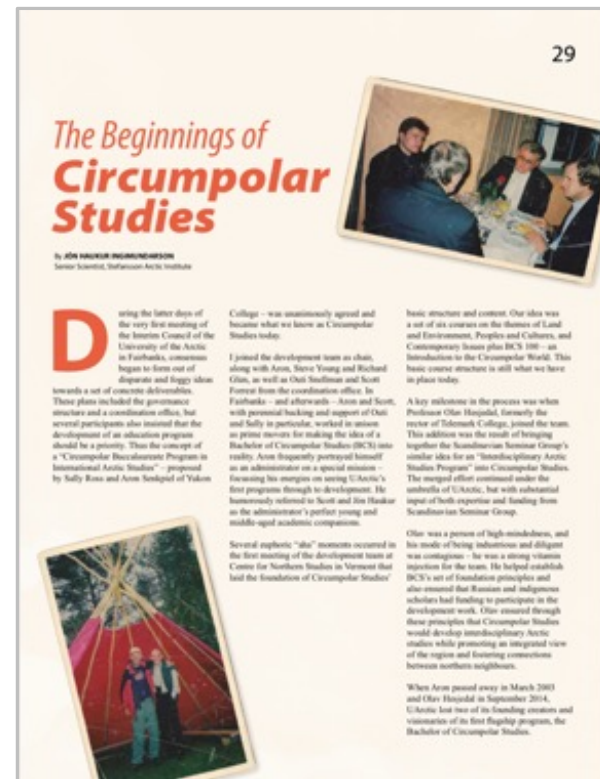 29
The Beginnings of
Circumpolar
Studies
By JÓN HAUKUR INGIMUNDARSON
Senior Scientist, Stefansson Arctic Institute
During the latter days of
the very first meeting of
the Interim Council of the
University of the Arctic
in Fairbanks, consensus
began to form out of
disparate and foggy ideas
towards a set of concrete deliverables.
These plans included the governance
structure and a coordination office, but
several participants also insisted that the
development of an education program
should be a priority. Thus the concept of
a “Circumpolar Baccalaureate Program in
International Arctic Studies” – proposed
by Sally Ross and Aron Senkpiel of Yukon
College – was unanimously agreed and
became what we know as Circumpolar
Studies today.
I joined the development team as chair,
along with Aron, Steve Young and Richard
Glan, as well as Outi Snellman and Scott
Forrest from the coordination office. In
Fairbanks – and afterwards – Aron and Scott,
with perennial backing and support of Outi
and Sally in particular, worked in unison
as prime movers for making the idea of a
Bachelor of Circumpolar Studies (BCS) into
reality. Aron frequently portrayed himself
as an administrator on a special mission –
focussing his energies on seeing UArctic’s
first programs through to development. He
humorously referred to Scott and Jón Haukur
as the administrator’s perfect young and
middle-aged academic companions.
Several euphoric “aha” moments occurred in
the first meeting of the development team at
Centre for Northern Studies in Vermont that
laid the foundation of Circumpolar Studies’
basic structure and content. Our idea was
a set of six courses on the themes of Land
and Environment, Peoples and Cultures, and
Contemporary Issues plus BCS 100 – an
Introduction to the Circumpolar World. This
basic course structure is still what we have
in place today.
A key milestone in the process was when
Professor Olav Hesjedal, formerly the
rector of Telemark College, joined the team.
This addition was the result of bringing
together the Scandinavian Seminar Group’s
similar idea for an “Interdisciplinary Arctic
Studies Program” into Circumpolar Studies.
The merged effort continued under the
umbrella of UArctic, but with substantial
input of both expertise and funding from
Scandinavian Seminar Group.
Olav was a person of high-mindedness, and
his mode of being industrious and diligent
was contagious – he was a strong vitamin
injection for the team. He helped establish
BCS’s set of foundation principles and
also ensured that Russian and indigenous
scholars had funding to participate in the
development work. Olav ensured through
these principles that Circumpolar Studies
would develop interdisciplinary Arctic
studies while promoting an integrated view
of the region and fostering connections
between northern neighbours.
When Aron passed away in March 2003
and Olav Hesjedal in September 2014,
UArctic lost two of its founding creators and
visionaries of its first flagship program, the
Bachelor of Circumpolar Studies.